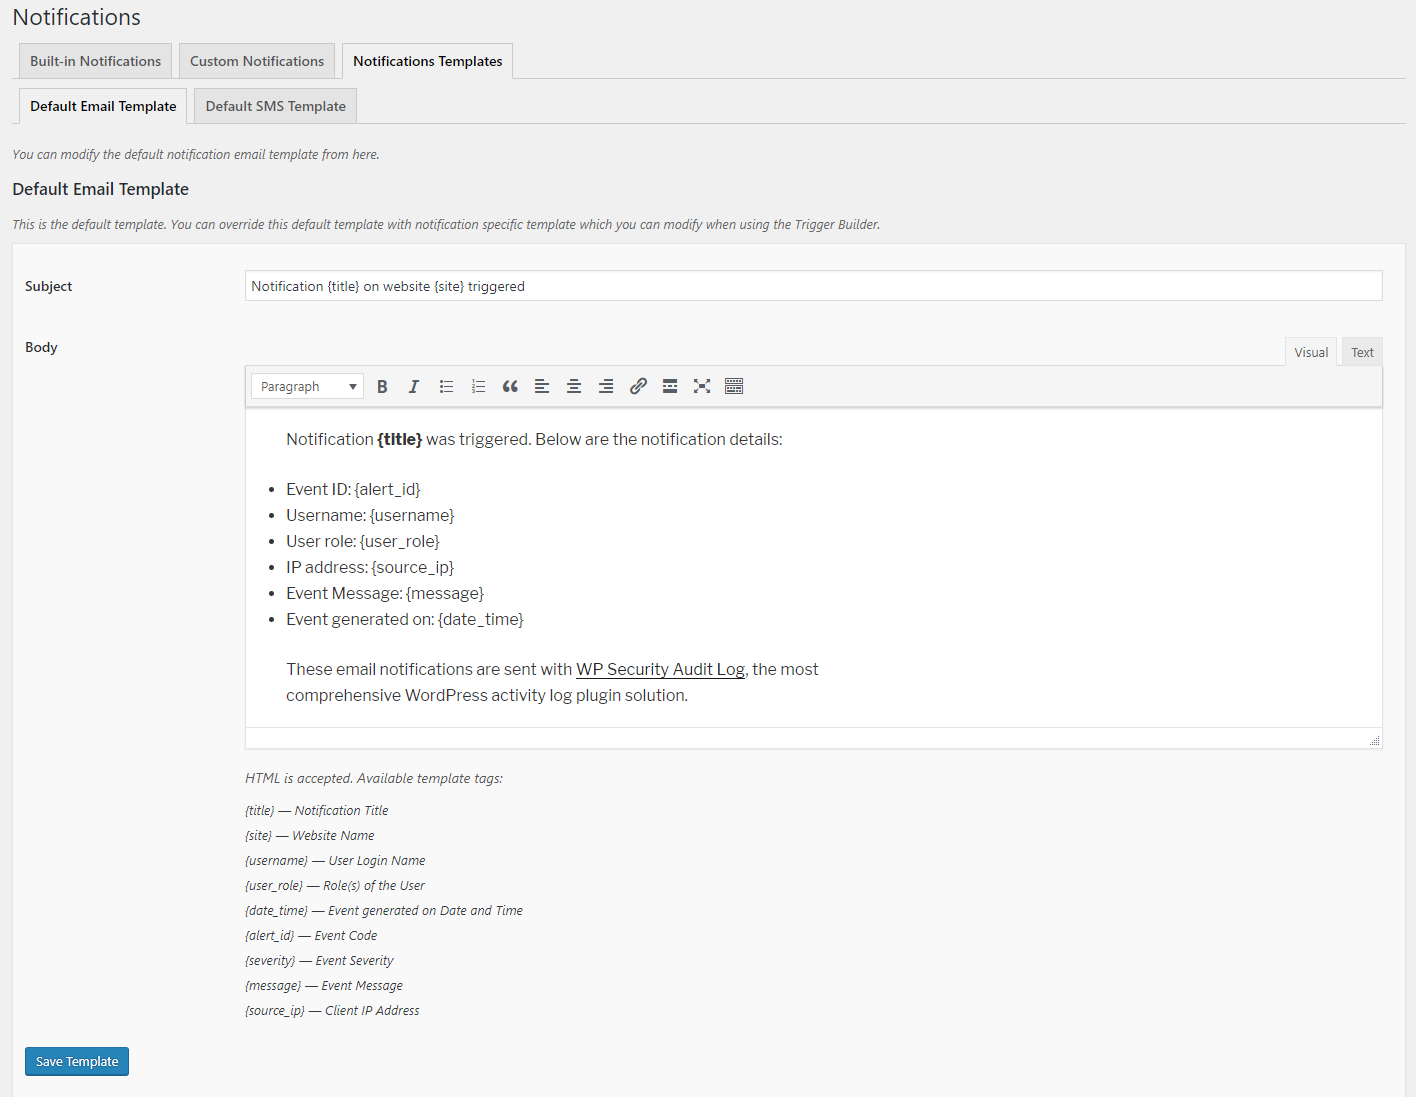 Notifications
Built-in Notifications
Custom Notifications
Notifications Templates
Default Email Template
Default SMS Template
You can modify the default notification email template from here.
Default Email Template
This is the default template. You can override this default template with notification specific template which you can modify when using the Trigger Builder.
Subject
Notification {title} on website {site} triggered
Body
Visual
Text
Paragraph
Notification {title} was triggered. Below are the notification details:
• Event ID: {alert_id}
• Username: {username}
• User role: {user_role}
• IP address: {source_ip}
• Event Message: {message}
• Event generated on: {date_time}
These email notifications are sent with WP Security Audit Log, the most
comprehensive WordPress activity log plugin solution.
HTML is accepted. Available template tags:
{title} — Notification Title
{site} — Website Name
{username} — User Login Name
{user_role} — Role(s) of the User
{date_time} — Event generated on Date and Time
{alert_id} — Event Code
{severity} — Event Severity
{message} — Event Message
{source_ip} — Client IP Address
Save Template